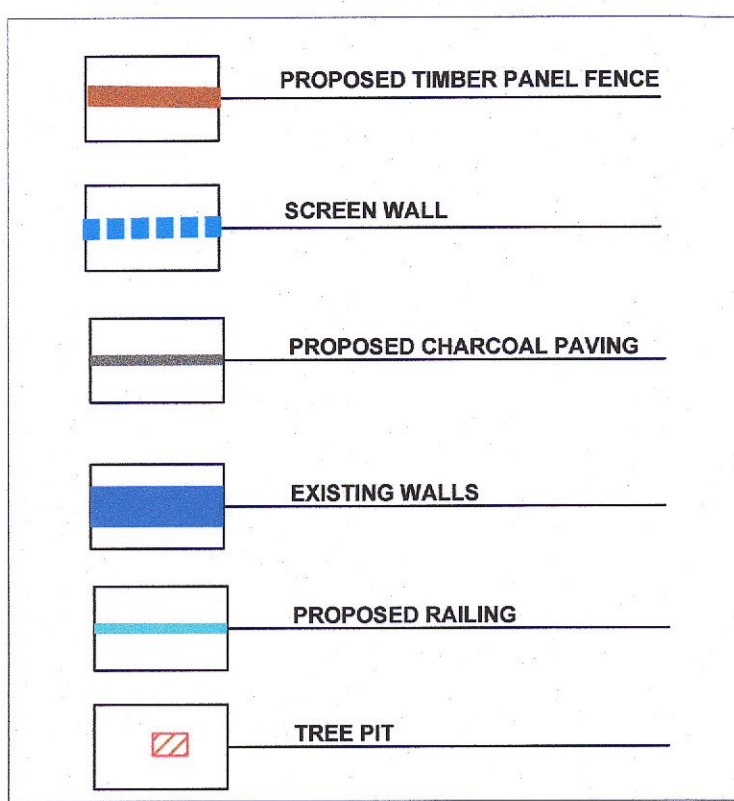 PROPOSED TIMBER PANEL FENCE
SCREEN WALL
PROPOSED CHARCOAL PAVING
EXISTING WALLS
PROPOSED RAILING
TREE PIT